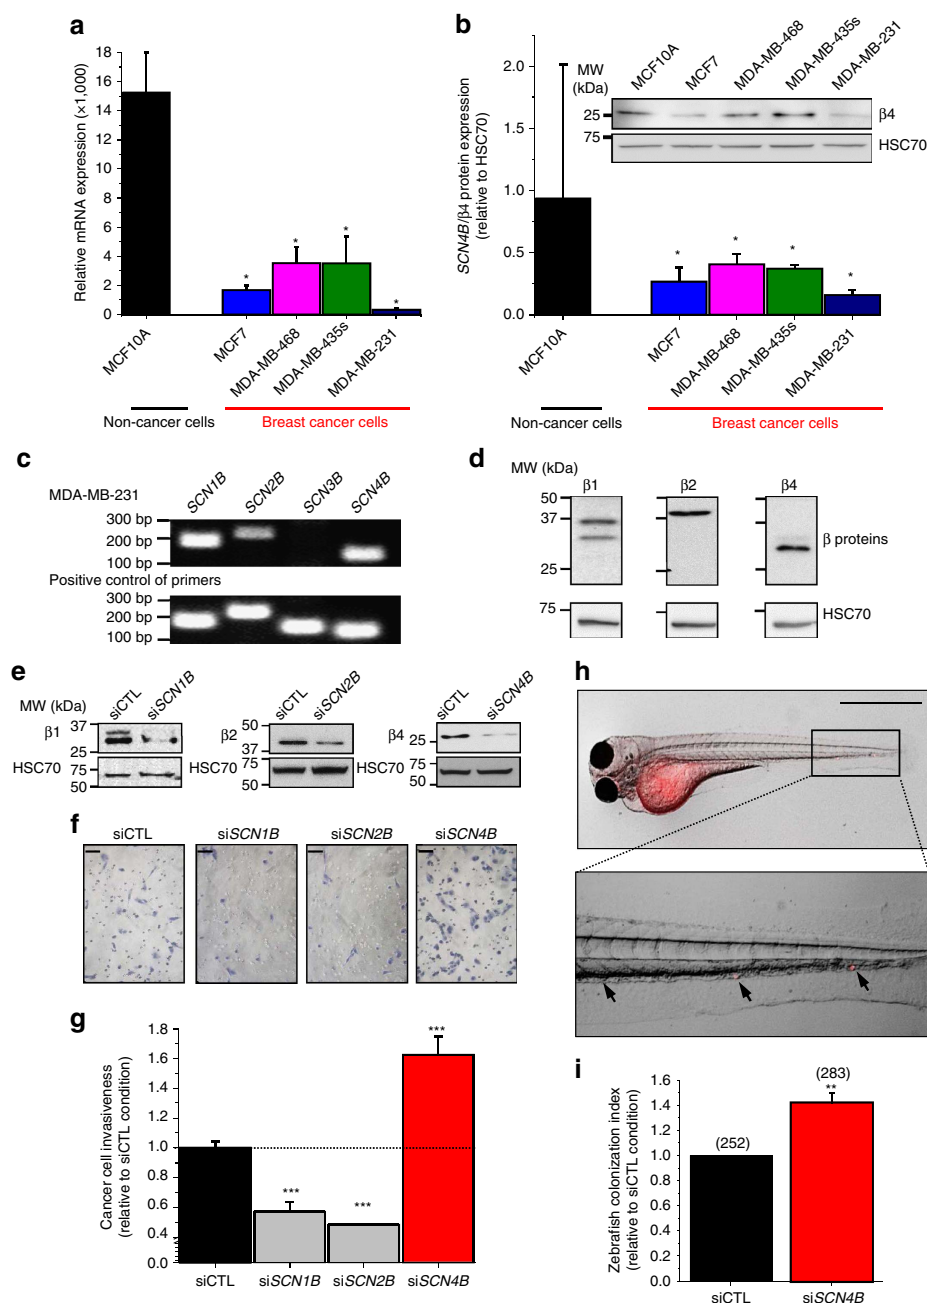 a
Relative mRNA expression (×1,000)
18
16
14
12
10
8
6
4
2
0
*
*
*
*
MCF10A
MCF7
MDA-MB-468
MDA-MB-435s
MDA-MB-231
Non-cancer cells
Breast cancer cells
b
SCN4B/β4 protein expression
(relative to HSC70)
2.0
1.5
1.0
0.5
0.0
MW
(kDa)
MCF10A
MCF7
MDA-MB-468
MDA-MB-435s
MDA-MB-231
25
β4
75
HSC70
*
*
*
*
MCF10A
MCF7
MDA-MB-468
MDA-MB-435s
MDA-MB-231
Non-cancer cells
Breast cancer cells
c
MDA-MB-231
SCN1B
SCN2B
SCN3B
SCN4B
300 bp
200 bp
100 bp
Positive control of primers
300 bp
200 bp
100 bp
d
MW (kDa)
β1
β2
β4
50
37
25
β proteins
75
HSC70
e
MW (kDa)
siCTL
siSCN1B
β1
37
25
HSC70
75
50
siCTL
siSCN2B
β2
50
37
HSC70
75
50
siCTL
siSCN4B
β4
25
HSC70
75
50
f
siCTL
siSCN1B
siSCN2B
siSCN4B
g
Cancer cell invasiveness
(relative to siCTL condition)
1.8
1.6
1.4
1.2
1.0
0.8
0.6
0.4
0.0
***
***
***
siCTL
siSCN1B
siSCN2B
siSCN4B
h
i
Zebrafish colonization index
(relative to siCTL condition)
1.6
1.4
1.2
1.0
0.8
0.6
0.4
0.2
0.0
(252)
(283)
**
siCTL
siSCN4B